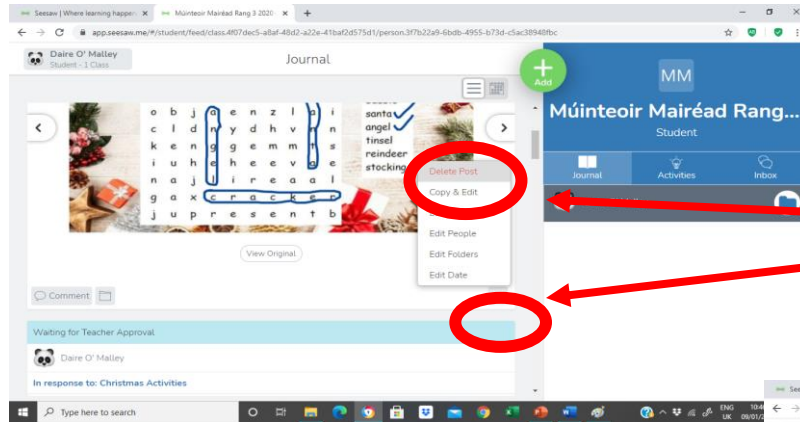 Seesaw | Where learning happen
Múinteoir Mairéad Rang 3 2020
app.seesaw.me/#/student/feed/class.4f07dec5-a8af-48d2-a22e-41baf2d575d1/person.3f7b22a9-6bdb-4955-b73d-c5ac38948fbc
Daire O' Malley
Student - 1 Class
Journal
Add
MM
Múinteoir Mairéad Rang...
Student
Journal
Activities
Inbox
o b j a e n z l a i
c l d n y d h v n n
k e n g g e m m t s
i u h e h e e v a e
n a j l i r e a a l
g a x c r a c k e r
j u p r e s e n t b
santa
angel
tinsel
reindeer
stocking
Delete Post
Copy & Edit
Edit People
Edit Folders
Edit Date
View Original
Comment
Waiting for Teacher Approval
Daire O' Malley
In response to: Christmas Activities
Type here to search
ENG
UK